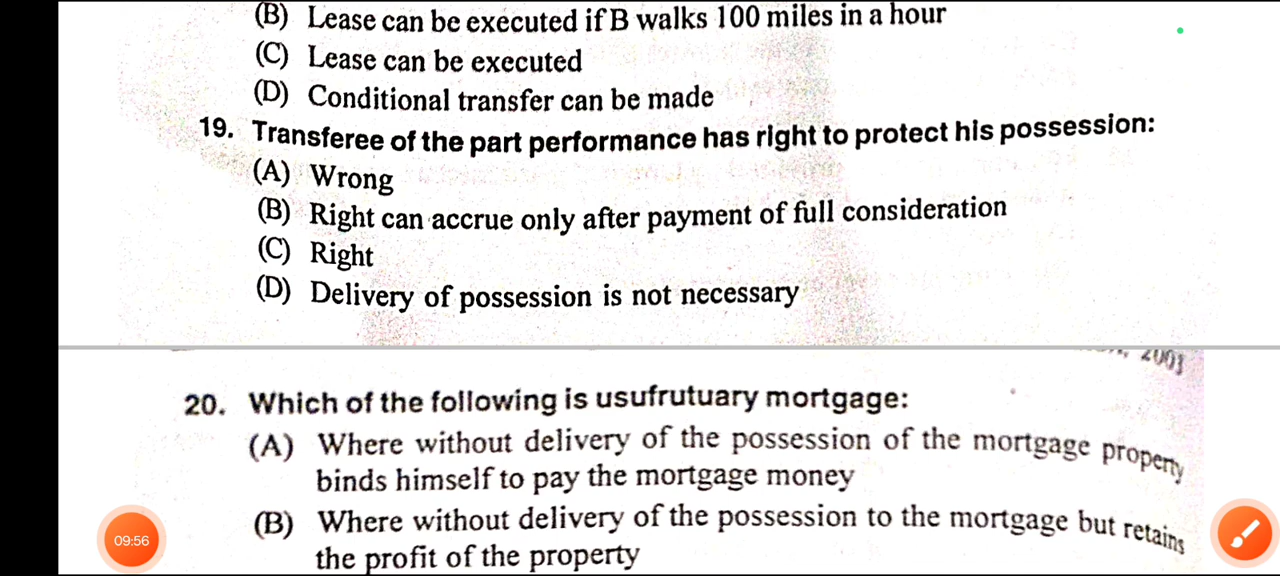 (B) Lease can be executed if B walks 100 miles in a hour
(C) Lease can be executed
(D) Conditional transfer can be made
19. Transferee of the part performance has right to protect his possession:
(A) Wrong
(B) Right can accrue only after payment of full consideration
(C) Right
(D) Delivery of possession is not necessary
2001
20. Which of the following is usufrutuary mortgage:
(A) Where without delivery of the possession of the mortgage property
binds himself to pay the mortgage money
(B) Where without delivery of the possession to the mortgage but retains
the profit of the property
09:56